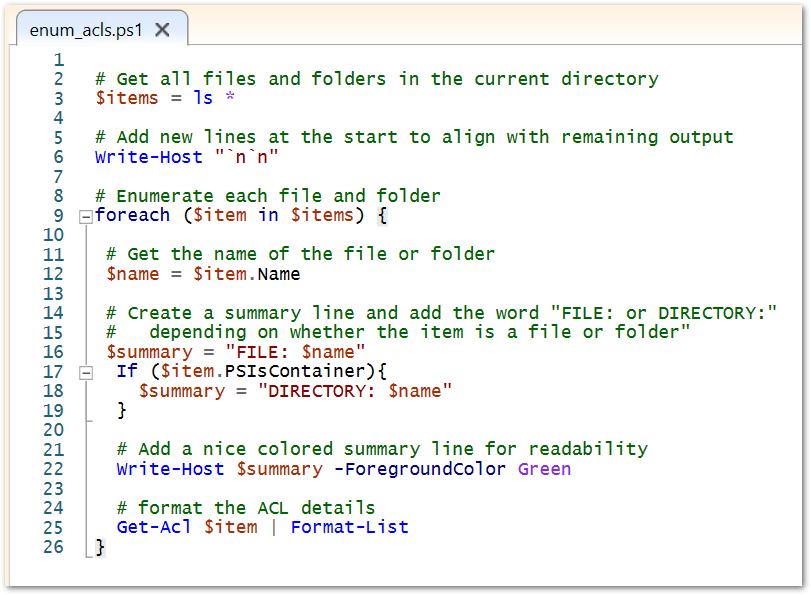 enum_acls.ps1
1
2 # Get all files and folders in the current directory
3 $items = ls *
4
5 # Add new lines at the start to align with remaining output
6 Write-Host "`n`n"
7
8 # Enumerate each file and folder
9 foreach ($item in $items) {
10
11 # Get the name of the file or folder
12 $name = $item.Name
13
14 # Create a summary line and add the word "FILE: or DIRECTORY:"
15 #   depending on whether the item is a file or folder"
16 $summary = "FILE: $name"
17 If ($item.PSIsContainer){
18 $summary = "DIRECTORY: $name"
19 }
20
21 # Add a nice colored summary line for readability
22 Write-Host $summary -ForegroundColor Green
23
24 # format the ACL details
25 Get-Acl $item | Format-List
26 }